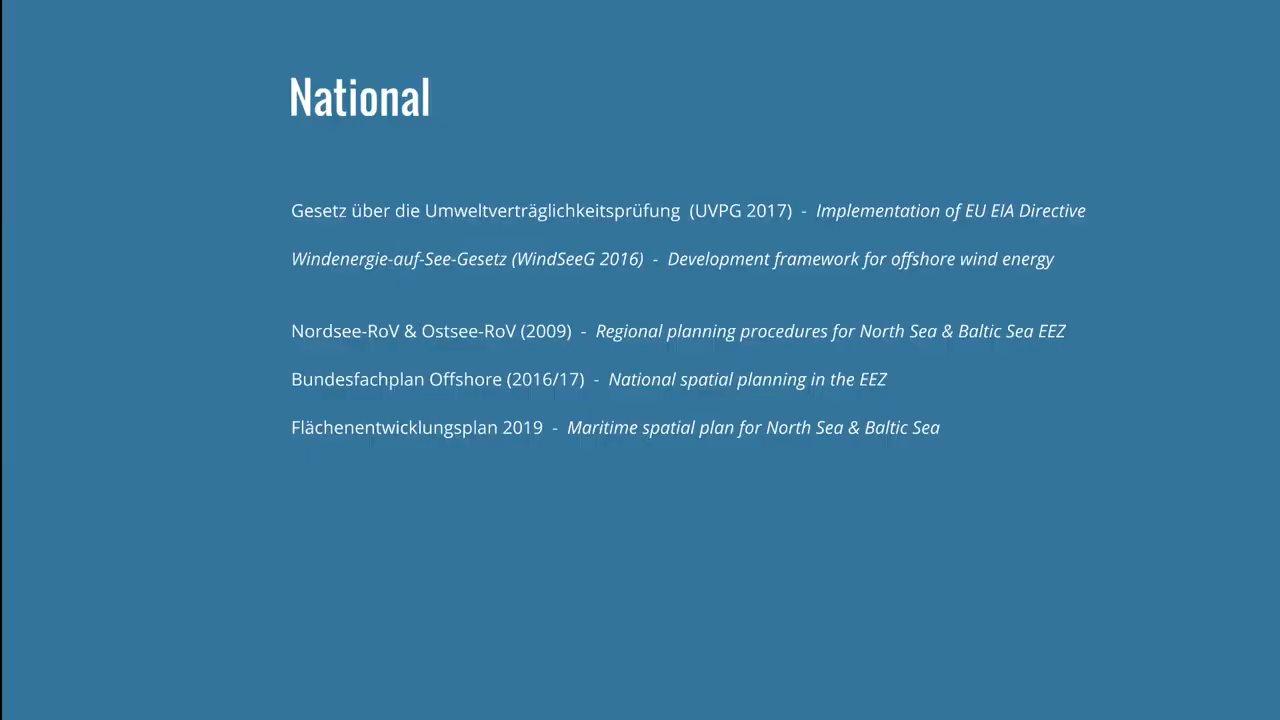 National
Gesetz über die Umweltverträglichkeitsprüfung (UVPG 2017) - Implementation of EU EIA Directive
Windenergie-auf-See-Gesetz (WindSeeG 2016) - Development framework for offshore wind energy
Nordsee-RoV & Ostsee-RoV (2009) - Regional planning procedures for North Sea & Baltic Sea EEZ
Bundesfachplan Offshore (2016/17) - National spatial planning in the EEZ
Flächenentwicklungsplan 2019 - Maritime spatial plan for North Sea & Baltic Sea